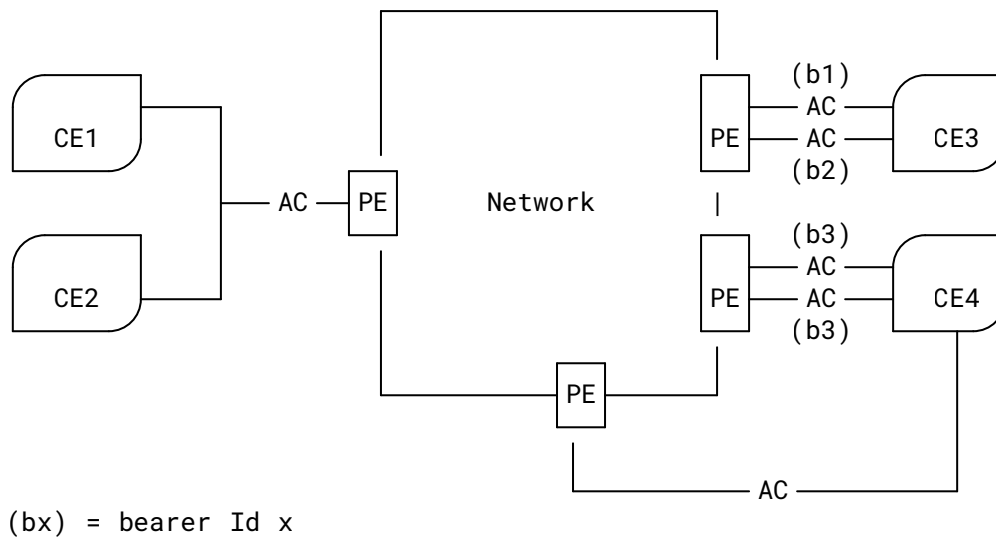 (b1)
AC
CE1 PE AC CE3
(b2)
AC PE Network
(b3)
AC
CE2 PE AC CE4
(b3)
PE
AC
(bx) = bearer Id x